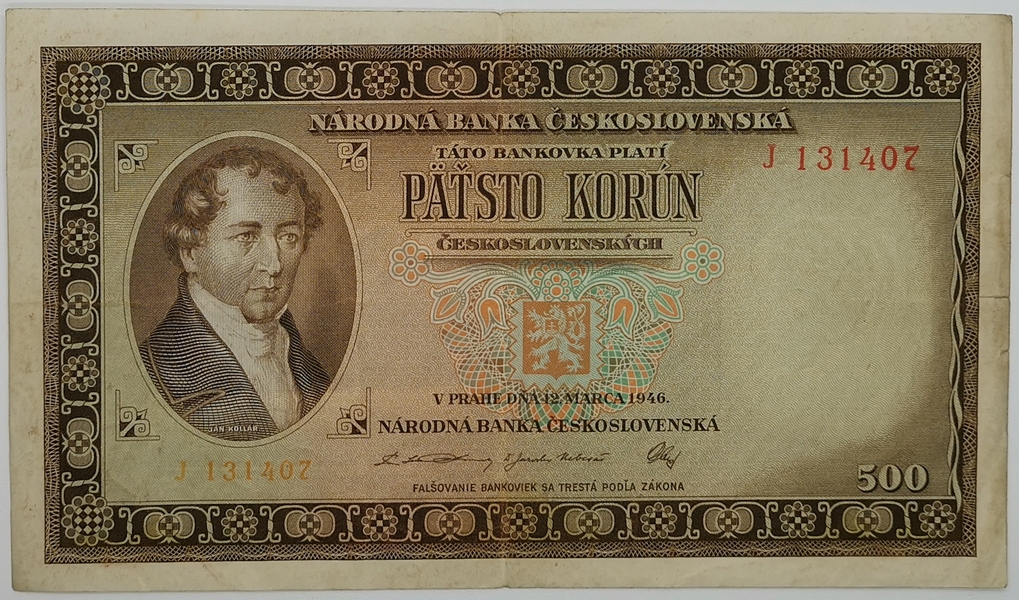 NÁRODNÁ BANKA ČESKOSLOVENSKÁ
TÁTO BANKOVKA PLATÍ
J 131407
PÄŤSTO KORÚN
ČESKOSLOVENSKÝCH
V PRAHE DŇA 12. MARCA 1946.
NÁRODNÁ BANKA ČESKOSLOVENSKÁ
JÁN KOLLÁR
J 131407
FALŠOVANIE BANKOVIEK SA TRESTÁ PODĽA ZÁKONA
500